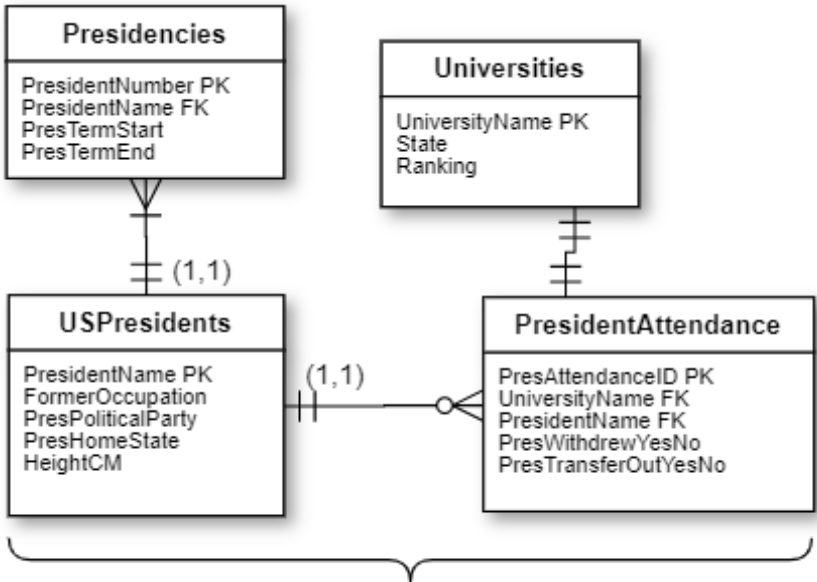 Presidencies
PresidentNumber PK
PresidentName FK
PresTermStart
PresTermEnd
Universities
UniversityName PK
State
Ranking
(1,1)
USPresidents
PresidentName PK
FormerOccupation
PresPoliticalParty
PresHomeState
HeightCM
(1,1)
PresidentAttendance
PresAttendanceID PK
UniversityName FK
PresidentName FK
PresWithdrewYesNo
PresTransferOutYesNo